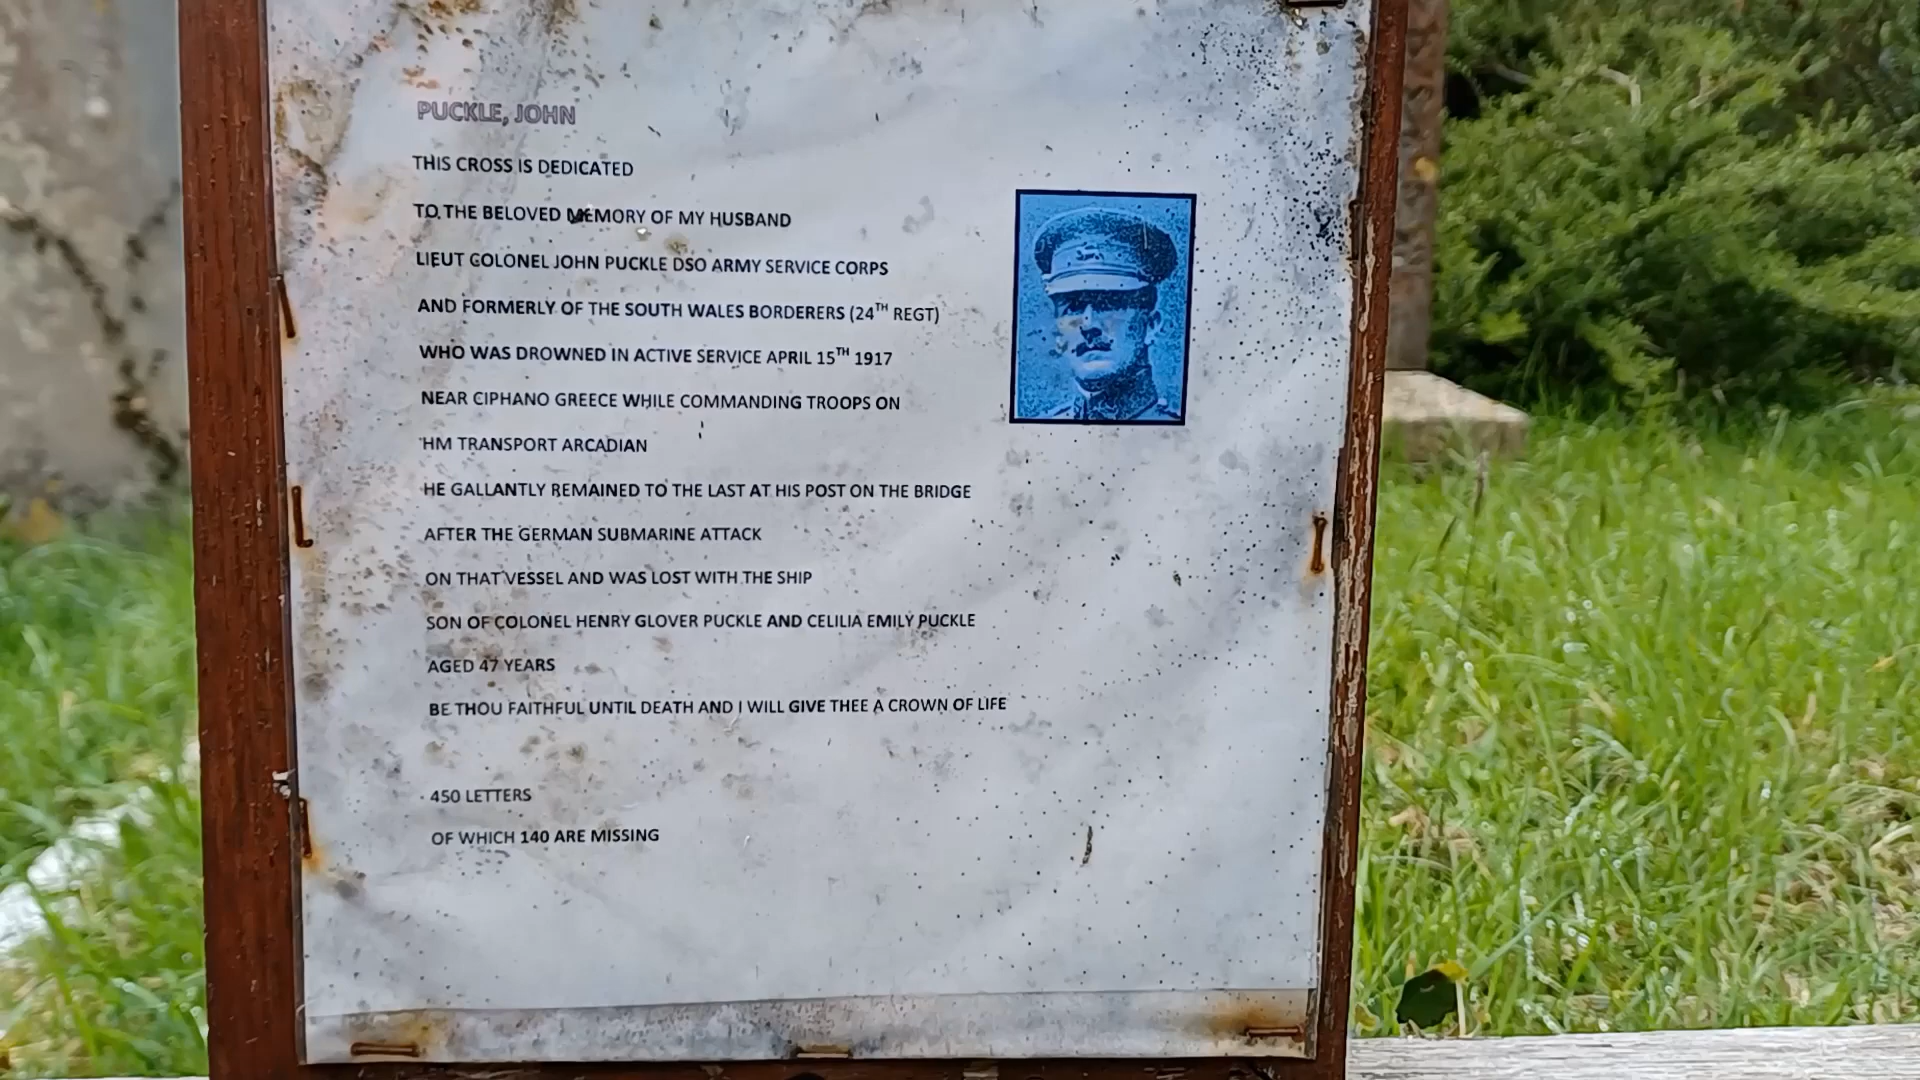 PUCKLE, JOHN
THIS CROSS IS DEDICATED
TO THE BELOVED MEMORY OF MY HUSBAND
LIEUT COLONEL JOHN PUCKLE DSO ARMY SERVICE CORPS
AND FORMERLY OF THE SOUTH WALES BORDERERS (24TH REGT)
WHO WAS DROWNED IN ACTIVE SERVICE APRIL 15TH 1917
NEAR CIPHANO GREECE WHILE COMMANDING TROOPS ON
HM TRANSPORT ARCADIAN
HE GALLANTLY REMAINED TO THE LAST AT HIS POST ON THE BRIDGE
AFTER THE GERMAN SUBMARINE ATTACK
ON THAT VESSEL AND WAS LOST WITH THE SHIP
SON OF COLONEL HENRY GLOVER PUCKLE AND CELILIA EMILY PUCKLE
AGED 47 YEARS
BE THOU FAITHFUL UNTIL DEATH AND I WILL GIVE THEE A CROWN OF LIFE
450 LETTERS
OF WHICH 140 ARE MISSING